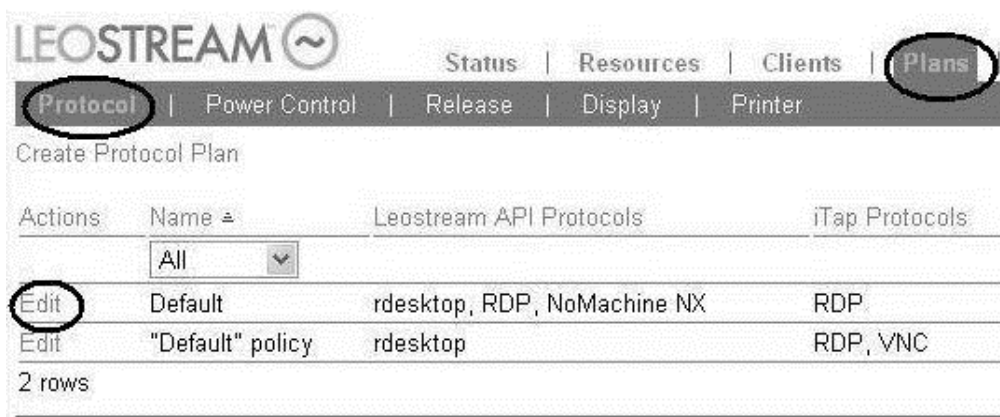 LEOSTREAM
Status | Resources | Clients | Plans
Protocol | Power Control | Release | Display | Printer
Create Protocol Plan
Actions Name Leostream API Protocols iTap Protocols
All
Edit Default rdesktop, RDP, NoMachine NX RDP
Edit "Default" policy rdesktop RDP, VNC
2 rows